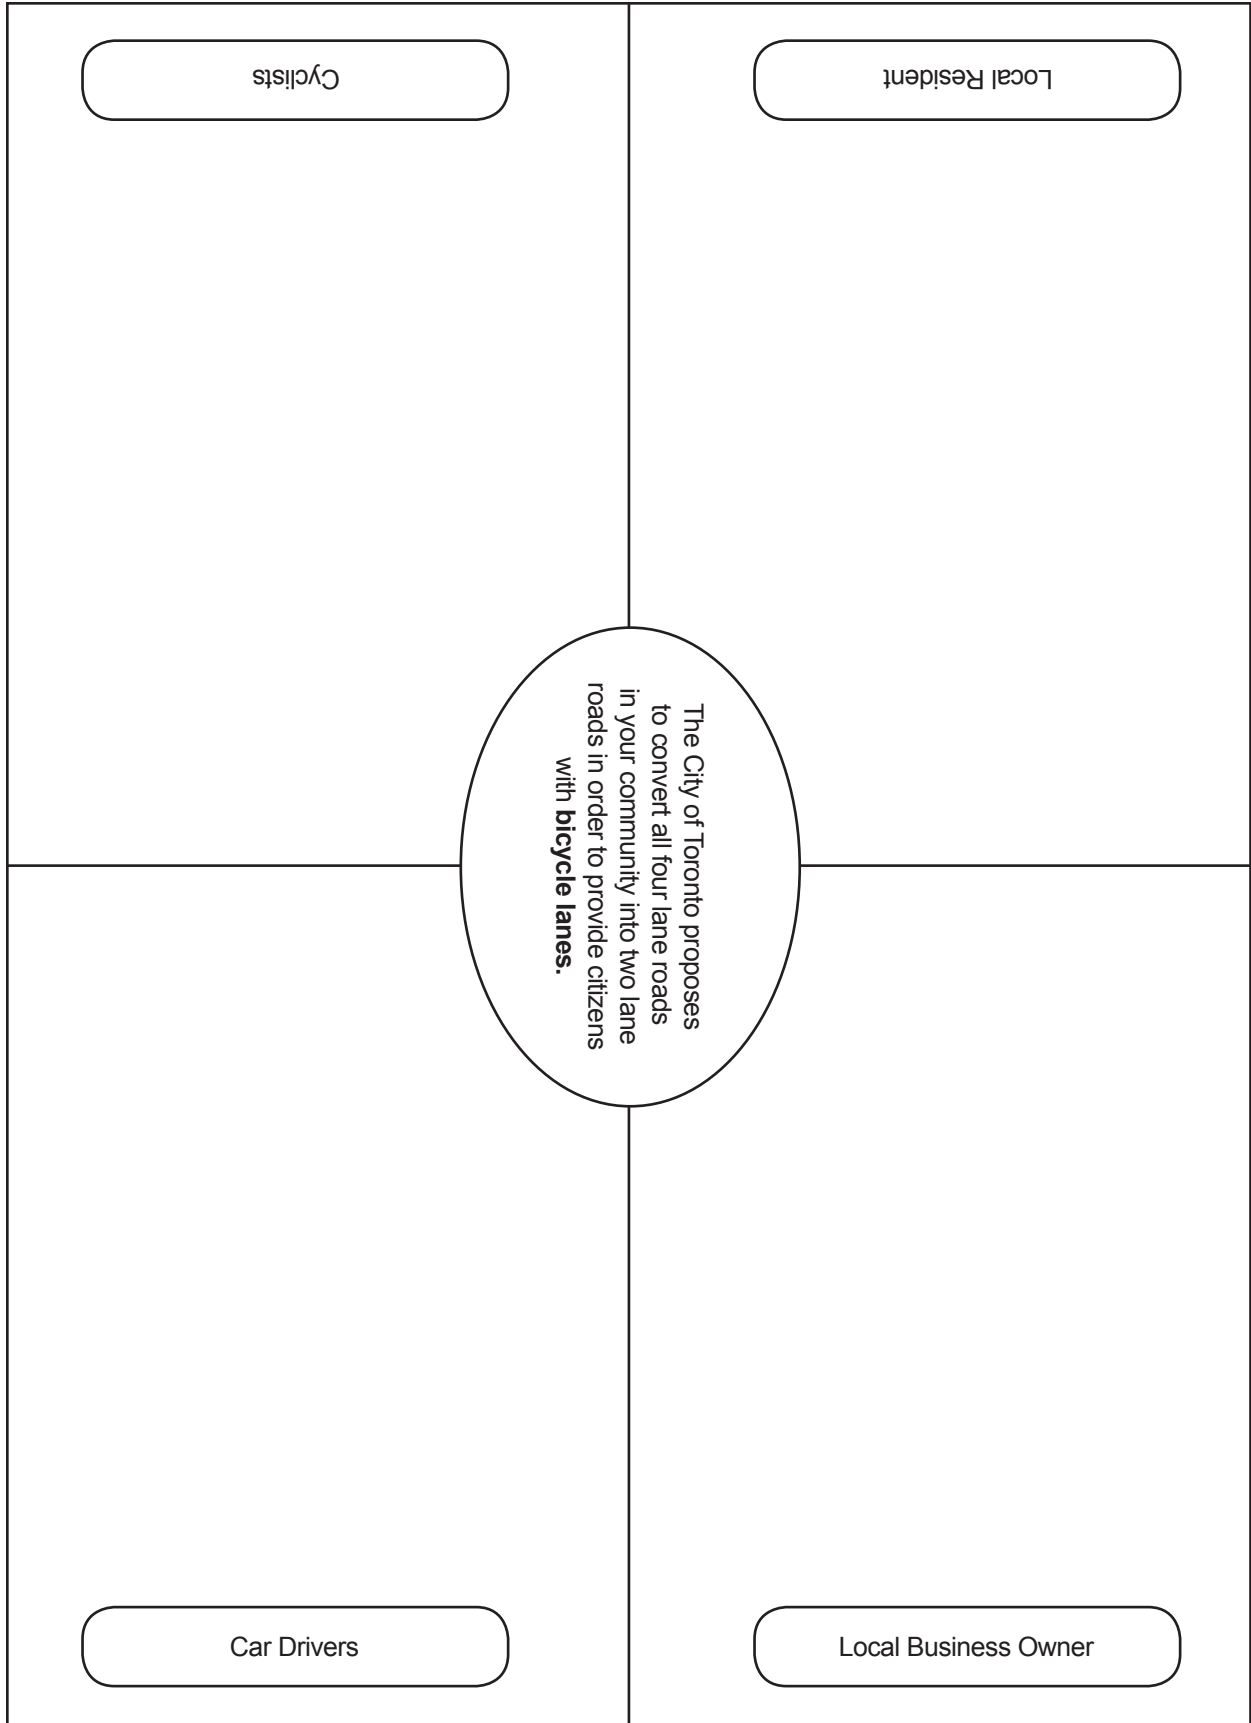 Cyclists
Local Resident
The City of Toronto proposes
to convert all four lane roads
in your community into two lane
roads in order to provide citizens
with bicycle lanes.
Car Drivers
Local Business Owner